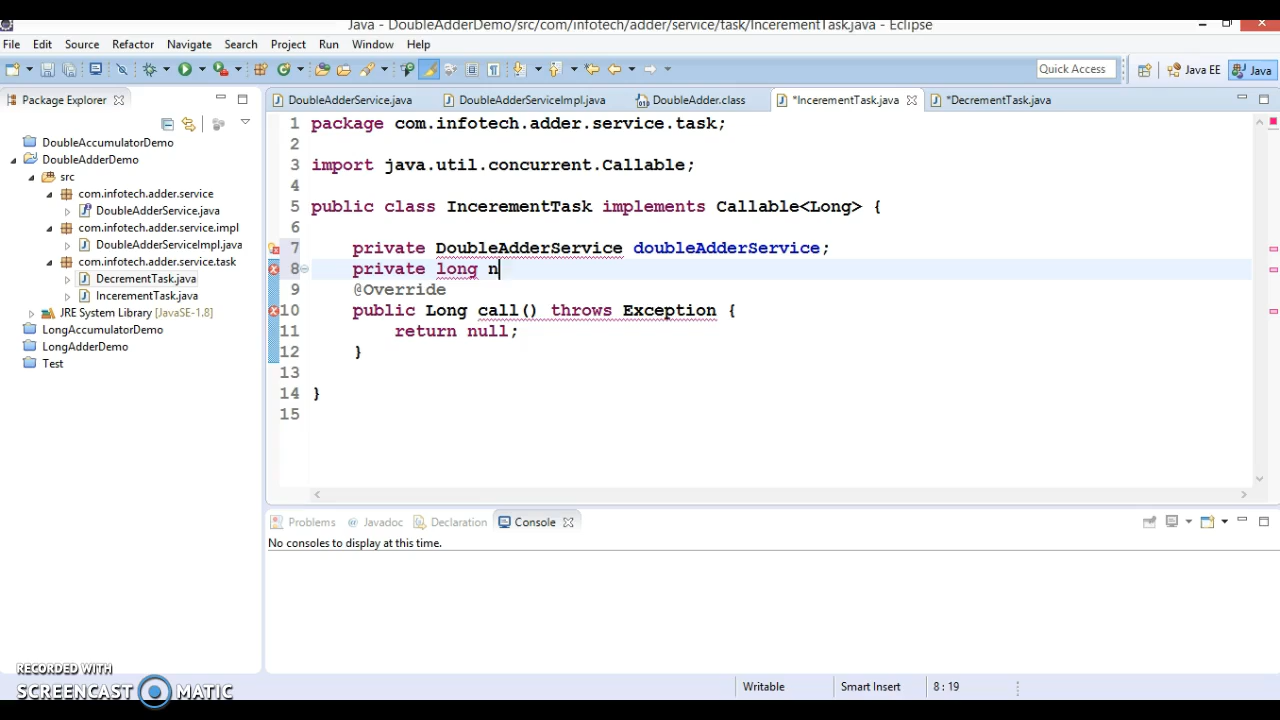 Java - DoubleAdderDemo/src/com/infotech/adder/service/task/IncerementTask.java - Eclipse
File Edit Source Refactor Navigate Search Project Run Window Help
Quick Access Java EE Java
Package Explorer
DoubleAdderService.java DoubleAdderServiceImpl.java DoubleAdder.class *IncerementTask.java *DecrementTask.java
DoubleAccumulatorDemo
DoubleAdderDemo
src
com.infotech.adder.service
DoubleAdderService.java
com.infotech.adder.service.impl
DoubleAdderServiceImpl.java
com.infotech.adder.service.task
DecrementTask.java
IncerementTask.java
JRE System Library [JavaSE-1.8]
LongAccumulatorDemo
LongAdderDemo
Test
1 package com.infotech.adder.service.task;
2
3 import java.util.concurrent.Callable;
4
5 public class IncerementTask implements Callable<Long> {
6
7 private DoubleAdderService doubleAdderService;
8 private long n
9 @Override
10 public Long call() throws Exception {
11 return null;
12 }
13
14 }
15
Problems @ Javadoc Declaration Console
No consoles to display at this time.
Writable Smart Insert 8 : 19
RECORDED WITH
SCREENCAST MATIC